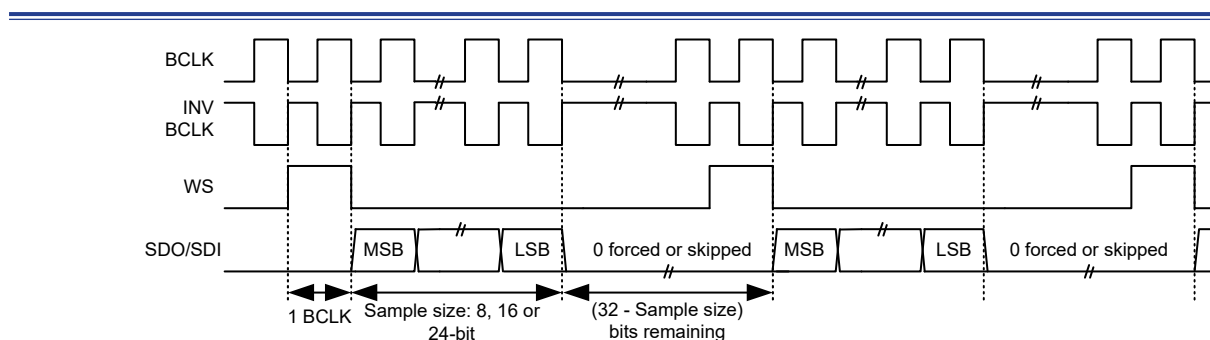 BCLK
INV
BCLK
WS
SDO/SDI
MSB
LSB
0 forced or skipped
MSB
LSB
0 forced or skipped
1 BCLK
Sample size: 8, 16 or
24-bit
(32 - Sample size)
bits remaining